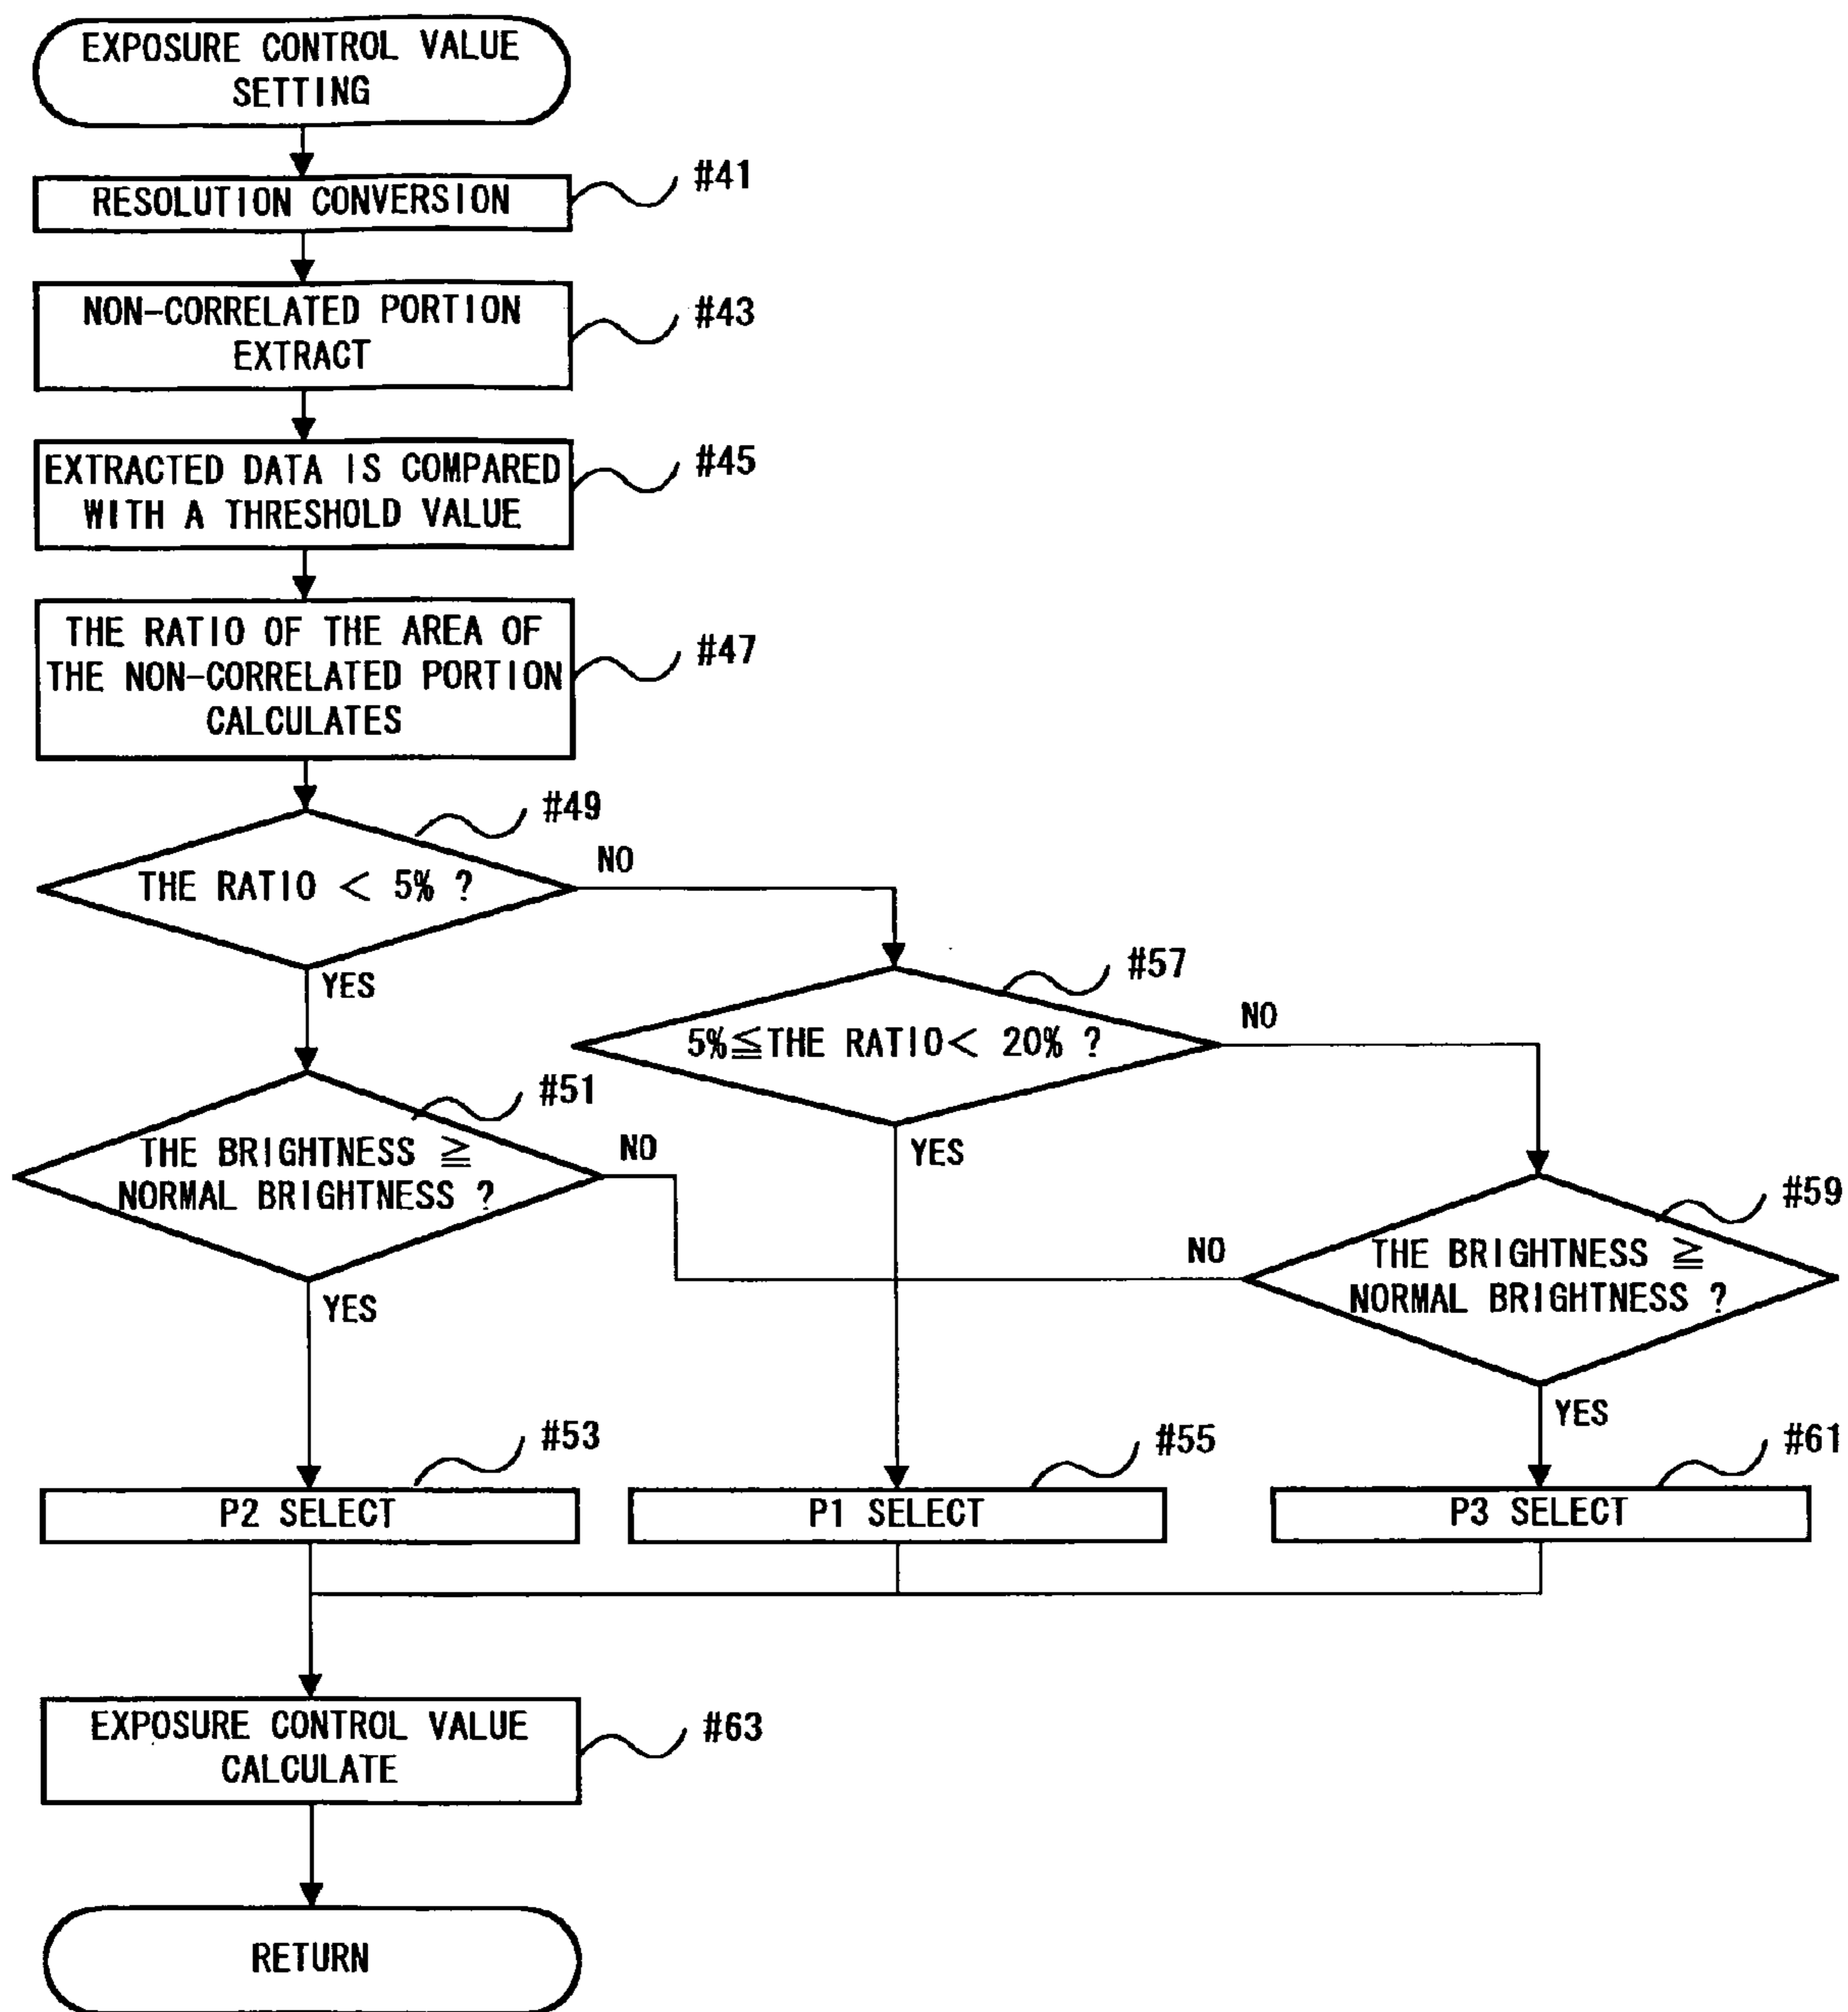 EXPOSURE CONTROL VALUE
SETTING
RESOLUTION CONVERSION
#41
NON-CORRELATED PORTION
EXTRACT
#43
EXTRACTED DATA IS COMPARED
WITH A THRESHOLD VALUE
#45
THE RATIO OF THE AREA OF
THE NON-CORRELATED PORTION
CALCULATES
#47
#49
THE RATIO < 5% ?
NO
YES
#57
5%≦THE RATIO< 20% ?
NO
YES
#51
THE BRIGHTNESS ≧
NORMAL BRIGHTNESS ?
NO
YES
#59
THE BRIGHTNESS ≧
NORMAL BRIGHTNESS ?
NO
YES
#53
P2 SELECT
#55
P1 SELECT
#61
P3 SELECT
EXPOSURE CONTROL VALUE
CALCULATE
#63
RETURN